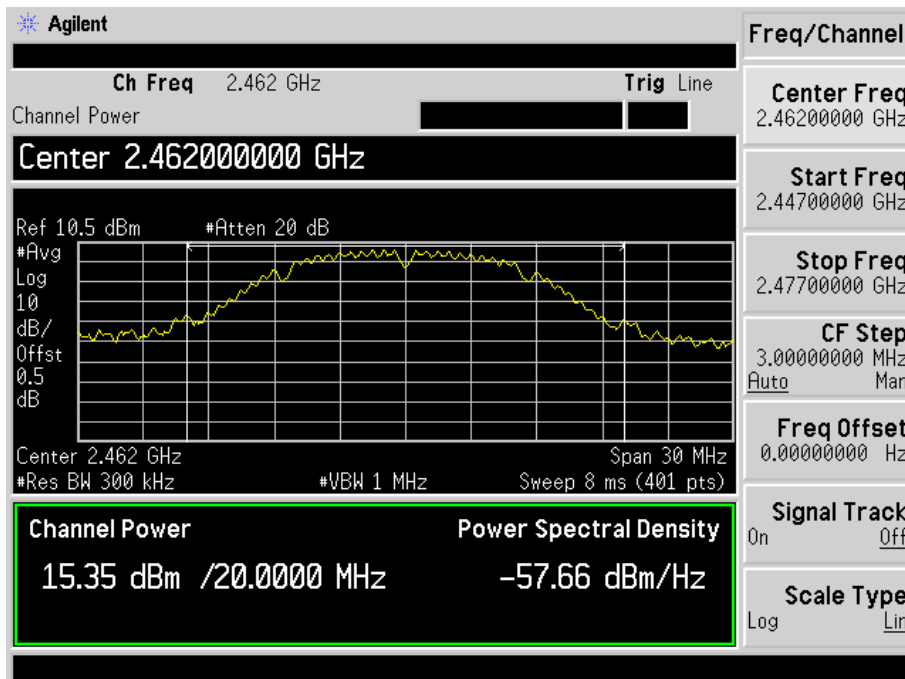 Agilent
Freq/Channel
Ch Freq 2.462 GHz Trig Line
Channel Power
Center 2.462000000 GHz
Ref 10.5 dBm #Atten 20 dB
#Avg
Log
10
dB/
Offst
0.5
dB
Center 2.462 GHz Span 30 MHz
#Res BW 300 kHz #VBW 1 MHz Sweep 8 ms (401 pts)
Channel Power Power Spectral Density
15.35 dBm /20.0000 MHz -57.66 dBm/Hz
Center Freq
2.46200000 GHz
Start Freq
2.44700000 GHz
Stop Freq
2.47700000 GHz
CF Step
3.00000000 MHz
Auto Man
Freq Offset
0.00000000 Hz
Signal Track
On Off
Scale Type
Log Lin